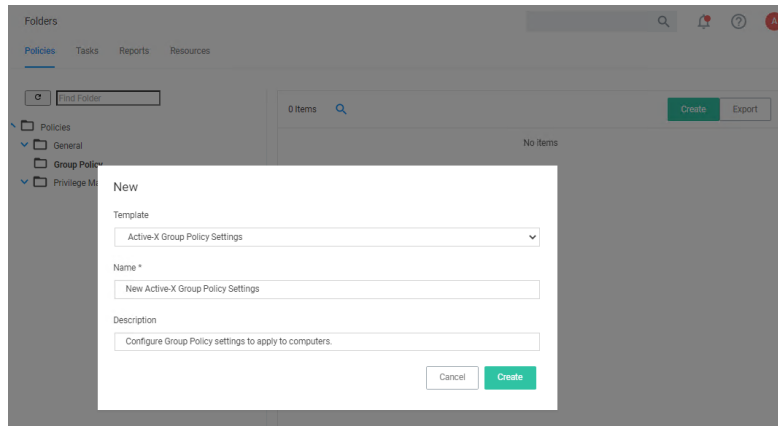 Folders
A
Policies Tasks Reports Resources
Find Folder
0 Items
Create Export
Policies
No Items
General
Group Policy
Privilege Ma
New
Template
Active-X Group Policy Settings
Name *
New Active-X Group Policy Settings
Description
Configure Group Policy settings to apply to computers.
Cancel Create